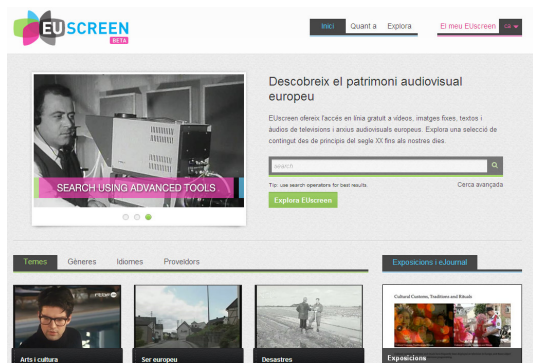 EUSCREEN
BETA
Inici Quant a Explora
El meu EUscreen ca
Descobreix el patrimoni audiovisual
europeu
EUscreen ofereix l'accés en línia gratuït a vídeos, imatges fixes, textos i
àudios de televisions i arxius audiovisuals europeus. Explora una selecció de
contingut des de principis del segle XX fins als nostres dies.
SEARCH USING ADVANCED TOOLS
search
Tip: use search operators for best results.
Cerca avançada
Explora EUscreen
Temes Gèneres Idiomes Proveïdors
Exposicions i eJournal
rtbe
Cultural Customs, Traditions and Rituals
Arts i cultura
Ser europeu
Desastres
Exposicions